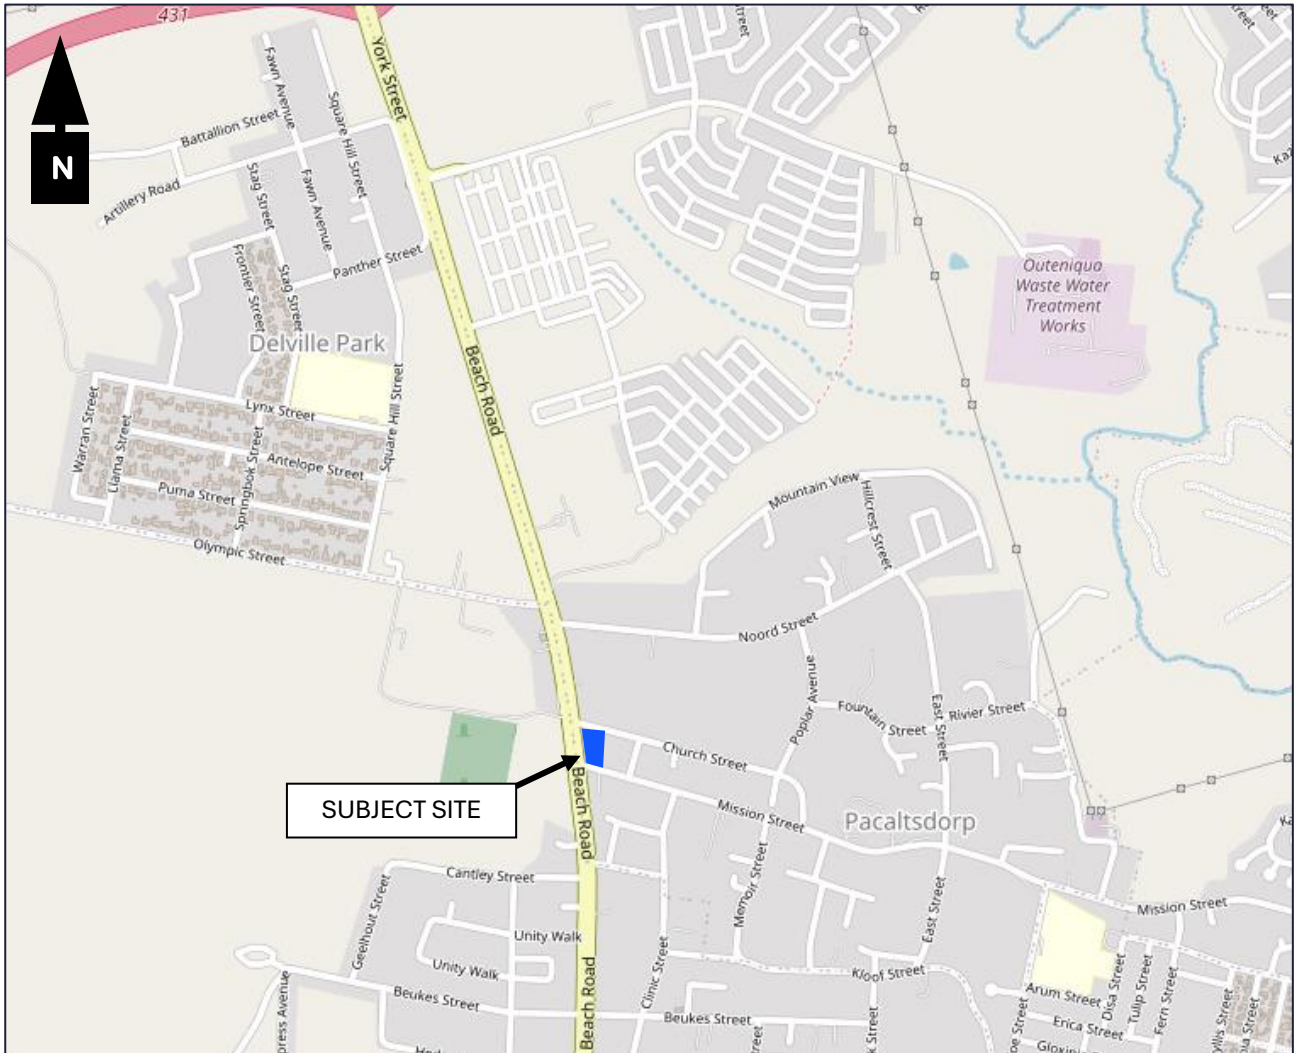 431
York Street
Street
N
Fawn Avenue
Square Hill Street
Battallion Street
Artillery Road
Stag Street
Fawn Avenue
Panther Street
Frontier Street
Stag Street
Delville Park
Outeniqua
Waste Water
Treatment
Works
Beach Road
Warran Street
Llama Street
Lynx Street
Square Hill Street
Antelope Street
Springbok Street
Puma Street
Olympic Street
Mountain View
Hillcrest Street
Noord Street
Poplar Avenue
Fountain Street
East Street
Rivier Street
Church Street
SUBJECT SITE
Beach Road
Mission Street
Pacaltsdorp
Cantley Street
Geelhout Street
Memoir Street
East Street
Mission Street
Unity Walk
Unity Walk
Clinic Street
Kloof Street
Beukes Street
Beach Road
Beukes Street
Arum Street
Disa Street
Tulip Street
Fern Street
Erica Street